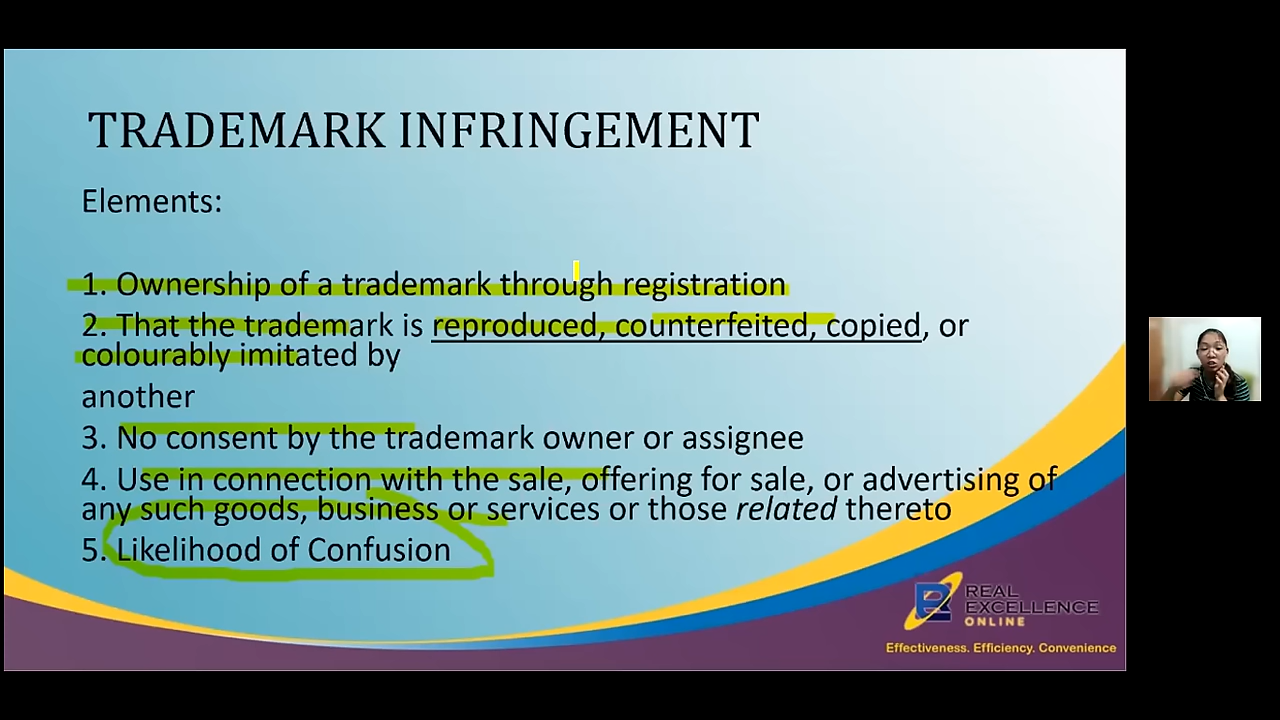 TRADEMARK INFRINGEMENT
Elements:
1. Ownership of a trademark through registration
2. That the trademark is reproduced, counterfeited, copied, or
colourably imitated by
another
3. No consent by the trademark owner or assignee
4. Use in connection with the sale, offering for sale, or advertising of
any such goods, business or services or those related thereto
5. Likelihood of Confusion
REAL
EXCELLENCE
ONLINE
Effectiveness. Efficiency. Convenience